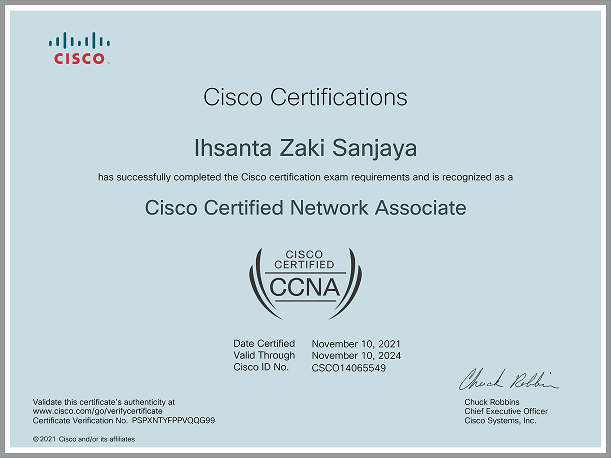 CISCO
Cisco Certifications
Ihsanta Zaki Sanjaya
has successfully completed the Cisco certification exam requirements and is recognized as a
Cisco Certified Network Associate
CISCO
CERTIFIED
CCNA
Date Certified November 10, 2021
Valid Through November 10, 2024
Cisco ID No. CSCO14065549
Chuck Robbins
Validate this certificate's authenticity at
www.cisco.com/go/verifycertificate
Certificate Verification No. PSPXNTYFPPVQQG99
Chuck Robbins
Chief Executive Officer
Cisco Systems, Inc.
© 2021 Cisco and/or its affiliates